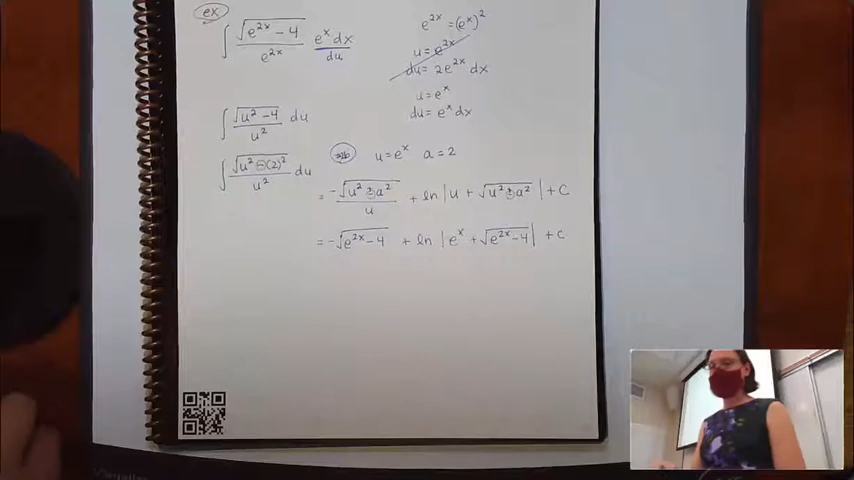 ex
∫ √(e^{2x} - 4) / e^{2x} e^x dx
du
e^{2x} = (e^x)^2
u = e^{2x}
du = 2e^{2x} dx
u = e^x
du = e^x dx
∫ √(u^2 - 4) / u^2 du
∫ √(u^2 ⊖ (2)^2) / u^2 du
u = e^x a = 2
= -√(u^2 ± a^2) / u + ln |u + √(u^2 ± a^2)| + C
= -√(e^{2x} - 4) + ln |e^x + √(e^{2x} - 4)| + C